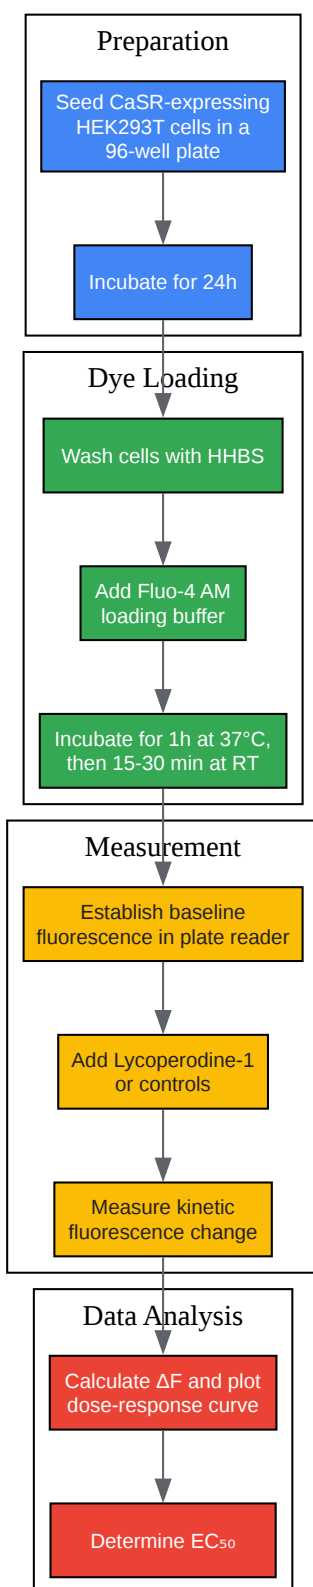 Preparation
Seed CaSR-expressing
HEK293T cells in a
96-well plate
Incubate for 24h
Dye Loading
Wash cells with HHBS
Add Fluo-4 AM
loading buffer
Incubate for 1h at 37°C,
then 15-30 min at RT
Measurement
Establish baseline
fluorescence in plate reader
Add Lycoperodine-1
or controls
Measure kinetic
fluorescence change
Data Analysis
Calculate ΔF and plot
dose-response curve
Determine EC₅₀